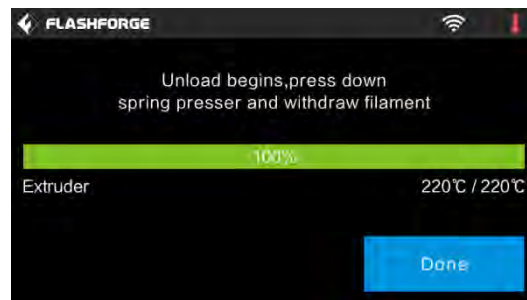 FLASHFORGE
Unload begins,press down
spring presser and withdraw filament
100%
Extruder 220℃ / 220℃
Done